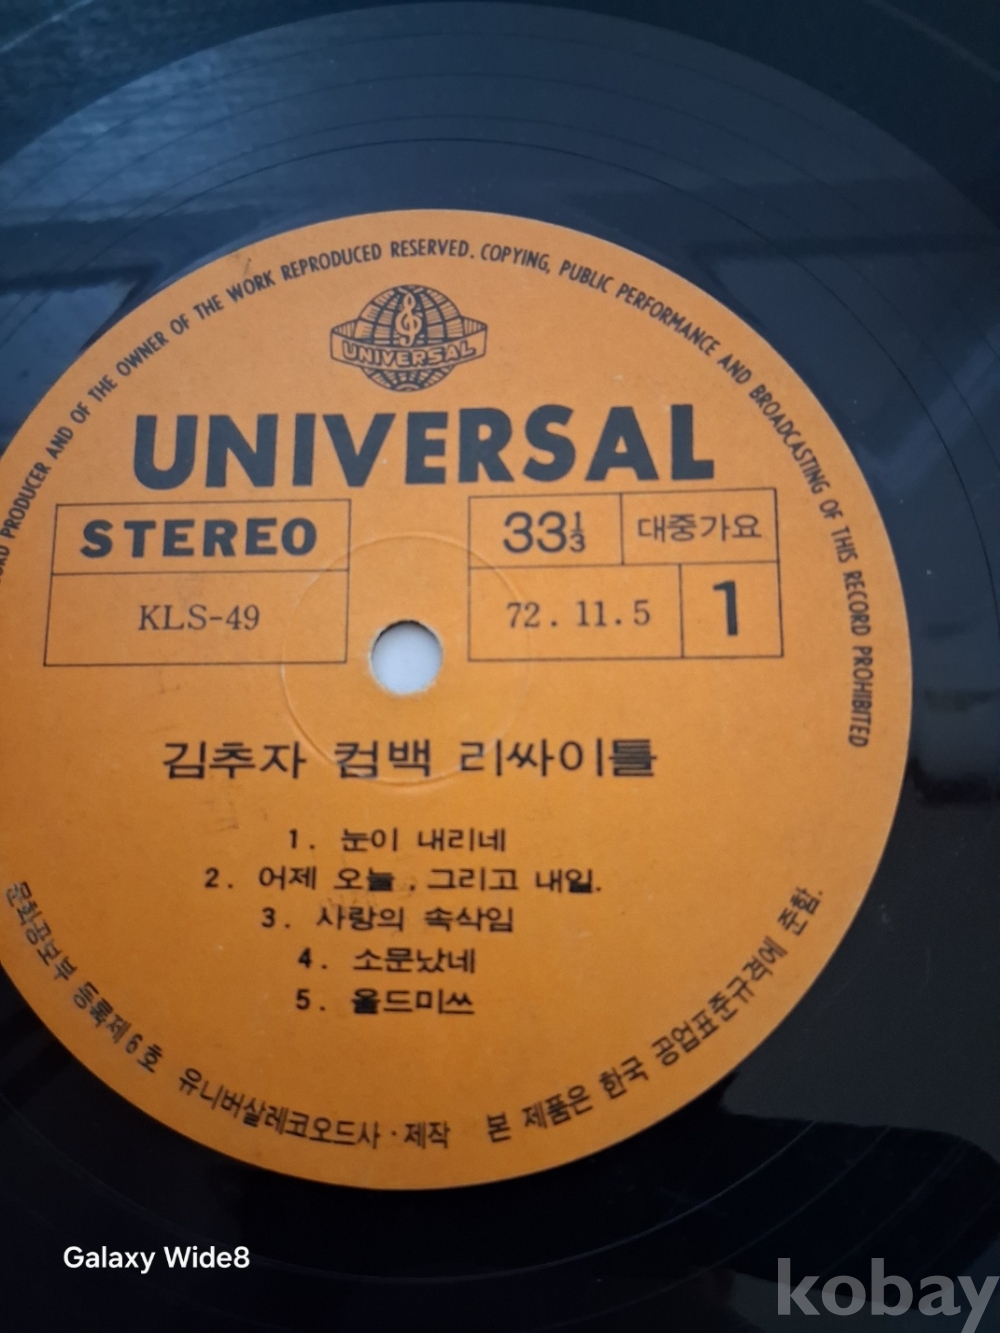 RD PRODUCER AND OF THE OWNER OF THE WORK REPRODUCED RESERVED. COPYING, PUBLIC PERFORMANCE AND BROADCASTING OF THIS RECORD PROHIBITED
UNIVERSAL
UNIVERSAL
STEREO
33⅓ 대중가요
KLS-49
72. 11. 5 1
김추자 컴백 리싸이틀
1. 눈이 내리네
2. 어제 오늘, 그리고 내일.
3. 사랑의 속삭임
4. 소문났네
5. 올드미쓰
문화공보부 등록제6호 유니버살레코오드사·제작 본 제품은 한국 공업표준규격에 준함.
Galaxy Wide8
kobay